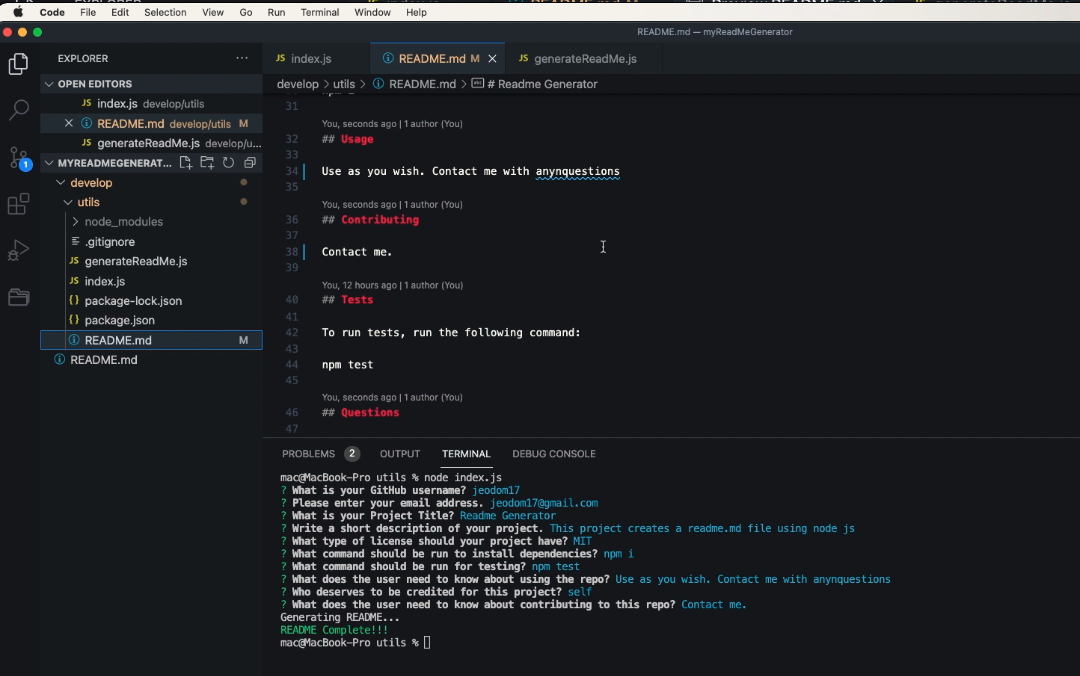 Code File Edit Selection View Go Run Terminal Window Help
README.md — myReadMeGenerator
EXPLORER ···
OPEN EDITORS
JS index.js develop/utils
README.md develop/utils M
JS generateReadMe.js develop/u...
MYREADMEGENERAT...
develop
utils
node_modules
.gitignore
JS generateReadMe.js
JS index.js
{} package-lock.json
{} package.json
README.md M
README.md
1
JS index.js
README.md M
JS generateReadMe.js
develop > utils > README.md > # Readme Generator
31
You, seconds ago | 1 author (You)
32 ## Usage
33
34 Use as you wish. Contact me with anynquestions
35
You, seconds ago | 1 author (You)
36 ## Contributing
37
38 Contact me.
39
You, 12 hours ago | 1 author (You)
40 ## Tests
41
42 To run tests, run the following command:
43
44 npm test
45
You, seconds ago | 1 author (You)
46 ## Questions
47
PROBLEMS 2 OUTPUT TERMINAL DEBUG CONSOLE
mac@MacBook-Pro utils % node index.js
? What is your GitHub username? jeodom17
? Please enter your email address. jeodom17@gmail.com
? What is your Project Title? Readme Generator
? Write a short description of your project. This project creates a readme.md file using node js
? What type of license should your project have? MIT
? What command should be run to install dependencies? npm i
? What command should be run for testing? npm test
? What does the user need to know about using the repo? Use as you wish. Contact me with anynquestions
? Who deserves to be credited for this project? self
? What does the user need to know about contributing to this repo? Contact me.
Generating README...
README Complete!!!
mac@MacBook-Pro utils %